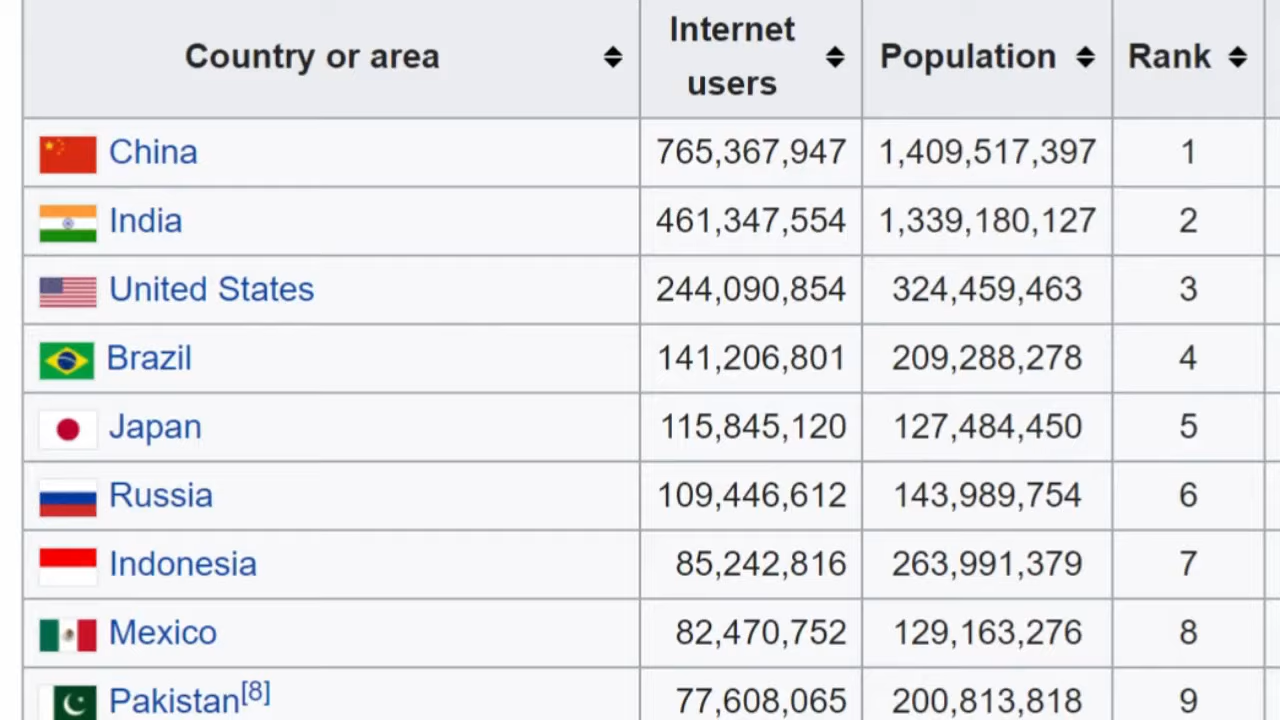 Country or area Internet users Population Rank
China 765,367,947 1,409,517,397 1
India 461,347,554 1,339,180,127 2
United States 244,090,854 324,459,463 3
Brazil 141,206,801 209,288,278 4
Japan 115,845,120 127,484,450 5
Russia 109,446,612 143,989,754 6
Indonesia 85,242,816 263,991,379 7
Mexico 82,470,752 129,163,276 8
Pakistan[8] 77,608,065 200,813,818 9